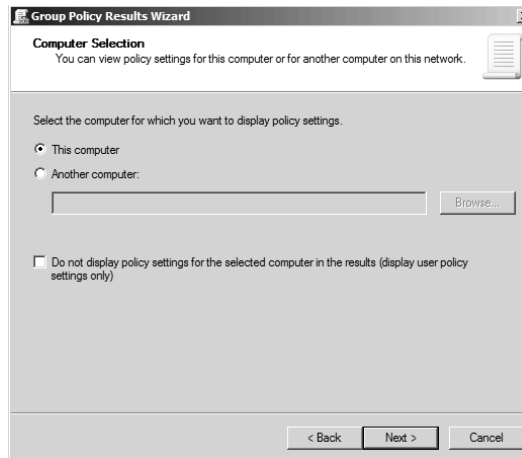 Group Policy Results Wizard
Computer Selection
You can view policy settings for this computer or for another computer on this network.
Select the computer for which you want to display policy settings.
This computer
Another computer:
Browse...
Do not display policy settings for the selected computer in the results (display user policy
settings only)
< Back
Next >
Cancel